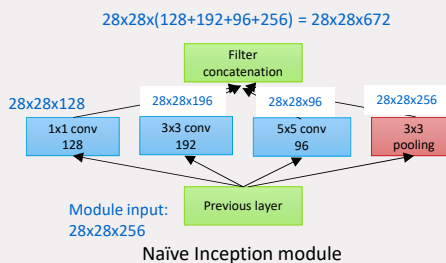 28x28x(128+192+96+256) = 28x28x672
Filter
concatenation
28x28x128
28x28x196
28x28x96
28x28x256
1x1 conv
128
3x3 conv
192
5x5 conv
96
3x3
pooling
Previous layer
Module input:
28x28x256
Naïve Inception module